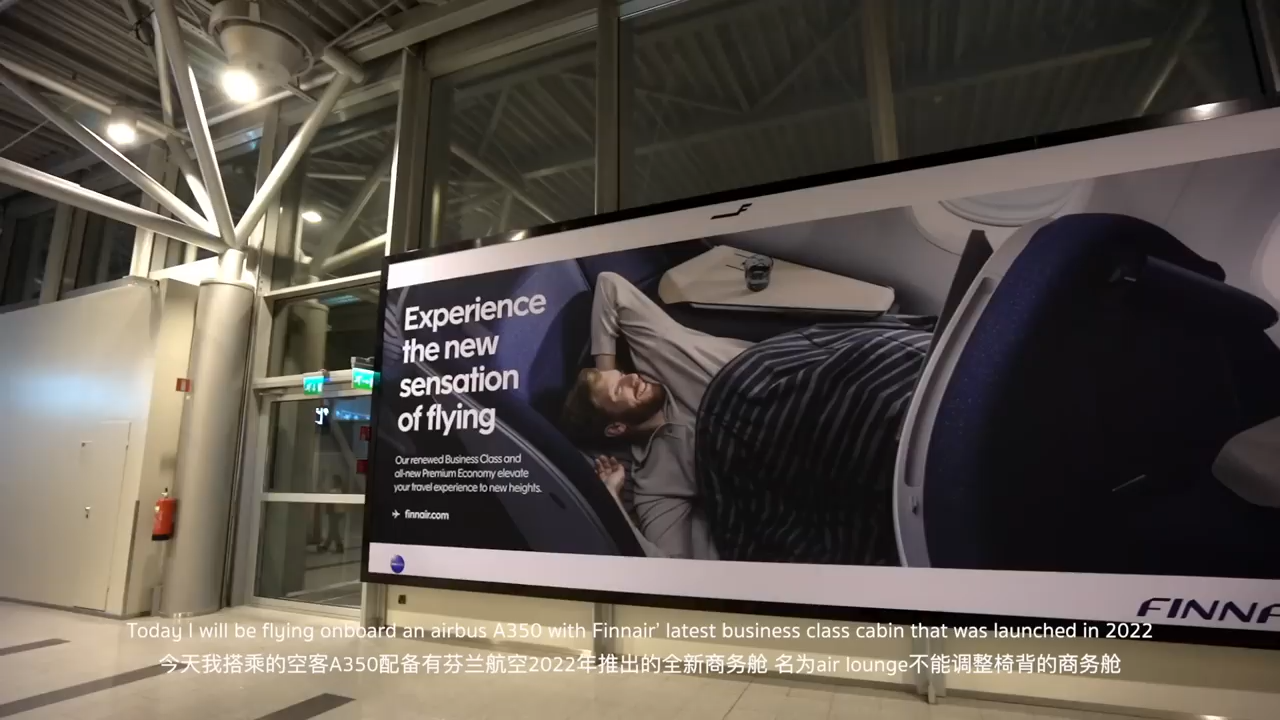 Experience
the new
sensation
of flying
Our renewed Business Class and
all-new Premium Economy elevate
your travel experience to new heights.
finnair.com
FINNA
Today I will be flying onboard an airbus A350 with Finnair' latest business class cabin that was launched in 2022
今天我搭乘的空客A350配备有芬兰航空2022年推出的全新商务舱 名为air lounge不能调整椅背的商务舱